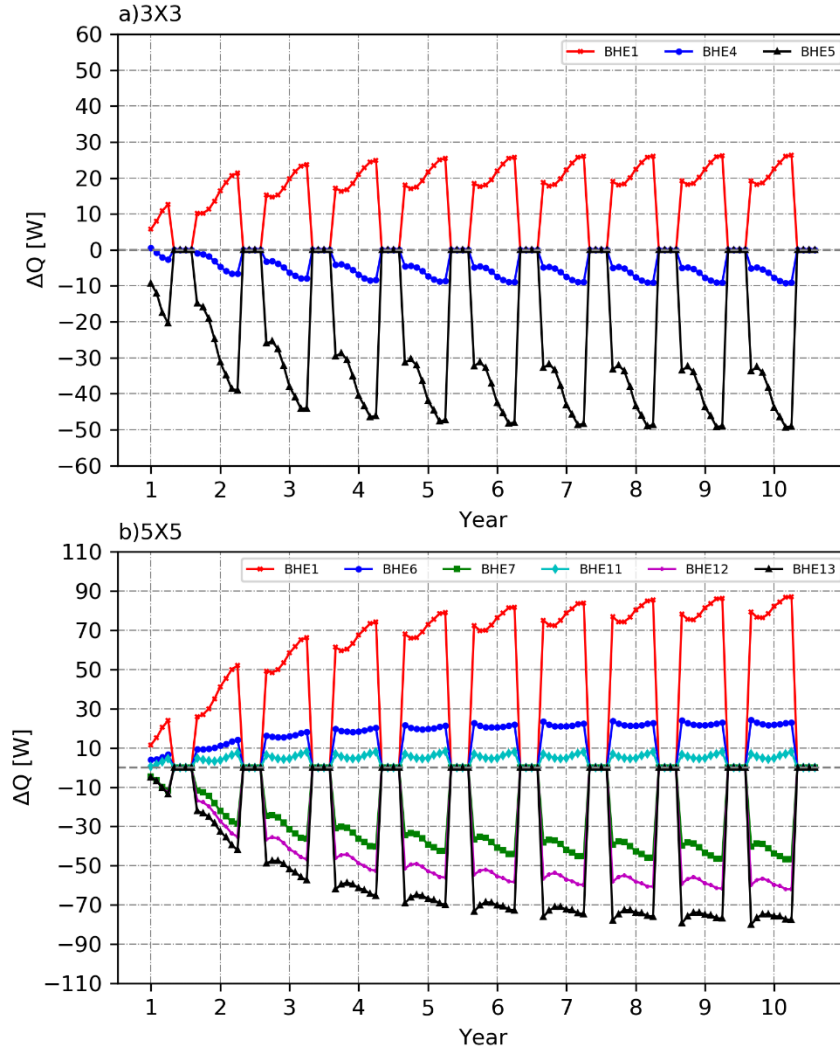 a)3X3
60
50
40
30
20
10
0
−10
−20
−30
−40
−50
−60
ΔQ [W]
BHE1 BHE4 BHE5
1 2 3 4 5 6 7 8 9 10
Year
b)5X5
110
90
70
50
30
10
−10
−30
−50
−70
−90
−110
ΔQ [W]
BHE1 BHE6 BHE7 BHE11 BHE12 BHE13
1 2 3 4 5 6 7 8 9 10
Year